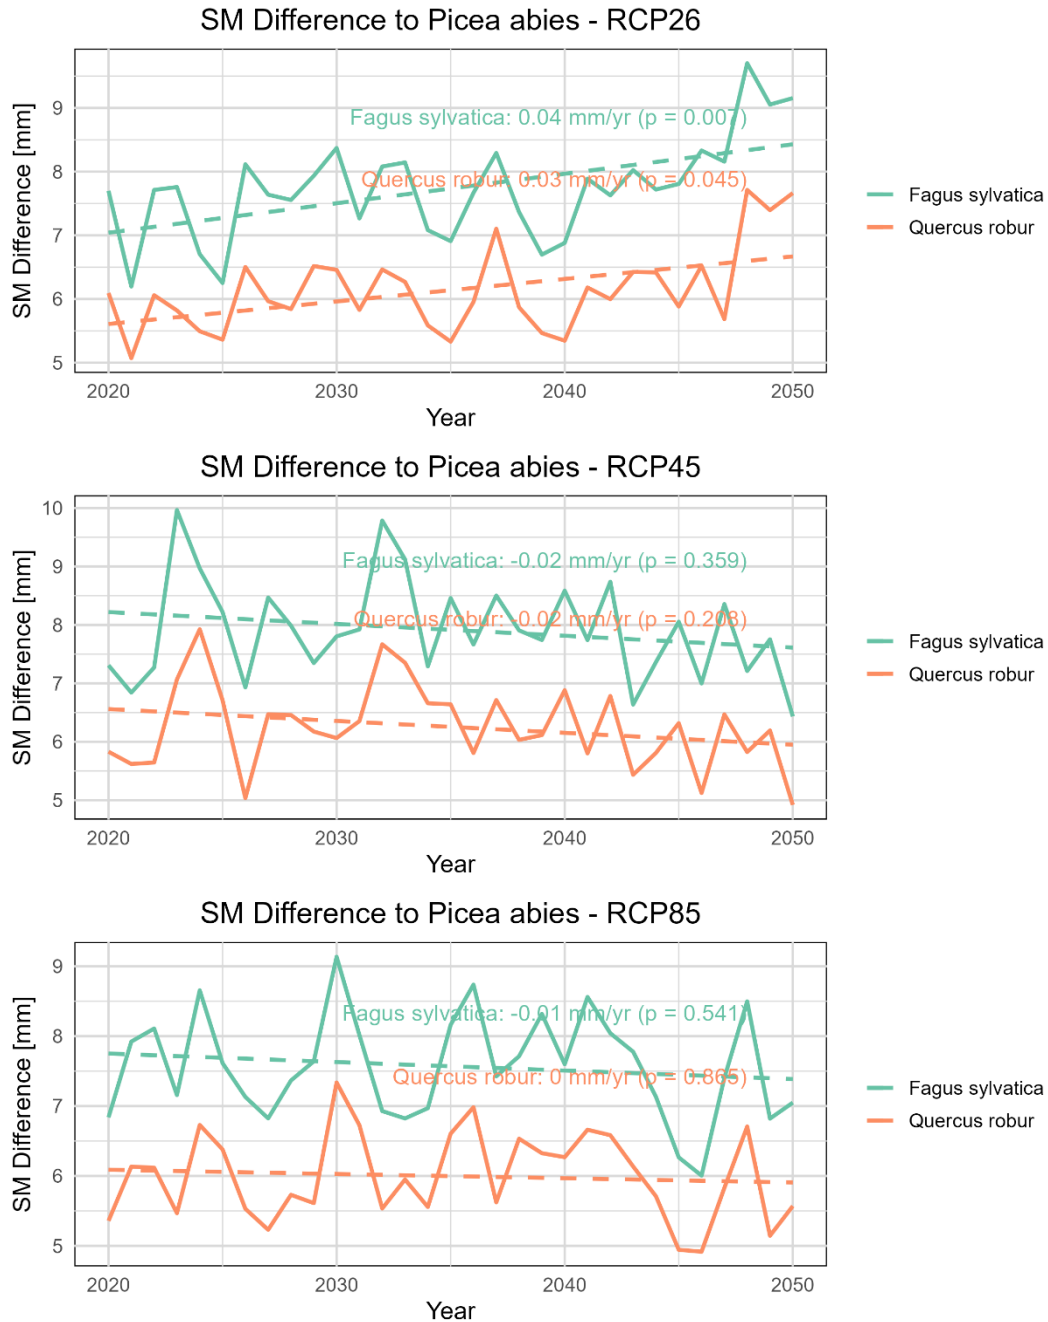 SM Difference to Picea abies - RCP26
SM Difference [mm]
9
8
7
6
5
Fagus sylvatica: 0.04 mm/yr (p = 0.007)
Quercus robur: 0.03 mm/yr (p = 0.045)
2020
2030
2040
2050
Year
Fagus sylvatica
Quercus robur
SM Difference to Picea abies - RCP45
SM Difference [mm]
10
9
8
7
6
5
Fagus sylvatica: -0.02 mm/yr (p = 0.359)
Quercus robur: -0.02 mm/yr (p = 0.208)
2020
2030
2040
2050
Year
Fagus sylvatica
Quercus robur
SM Difference to Picea abies - RCP85
SM Difference [mm]
9
8
7
6
5
Fagus sylvatica: -0.01 mm/yr (p = 0.541)
Quercus robur: 0 mm/yr (p = 0.865)
2020
2030
2040
2050
Year
Fagus sylvatica
Quercus robur